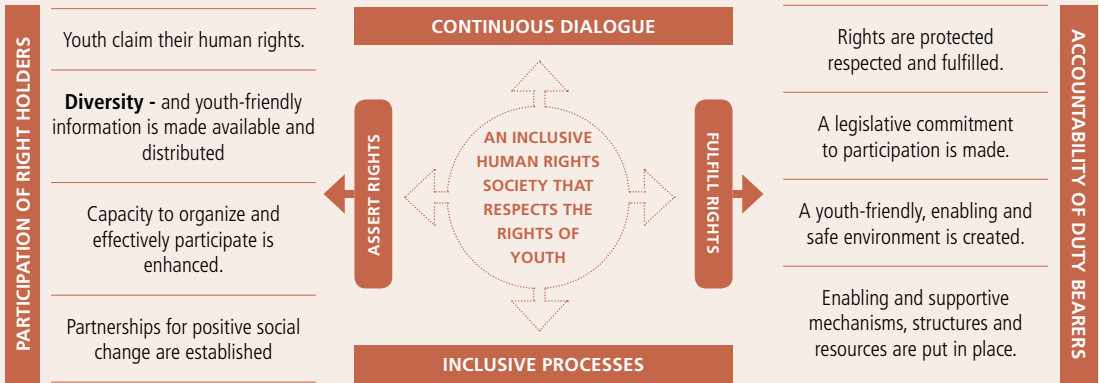 PARTICIPATION OF RIGHT HOLDERS
Youth claim their human rights.
Diversity - and youth-friendly
information is made available and
distributed
Capacity to organize and
effectively participate is
enhanced.
Partnerships for positive social
change are established
ASSERT RIGHTS
CONTINUOUS DIALOGUE
AN INCLUSIVE
HUMAN RIGHTS
SOCIETY THAT
RESPECTS THE
RIGHTS OF
YOUTH
INCLUSIVE PROCESSES
FULFILL RIGHTS
Rights are protected
respected and fulfilled.
A legislative commitment
to participation is made.
A youth-friendly, enabling and
safe environment is created.
Enabling and supportive
mechanisms, structures and
resources are put in place.
ACCOUNTABILITY OF DUTY BEARERS